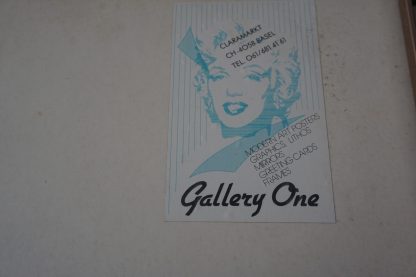 CLARAMARKT
CH 4058 BASEL
TEL. 061/681 41 61
MODERN ART POSTERS
GRAPHICS, LITHOS
MIRRORS
GREETING CARDS
FRAMES
Gallery One